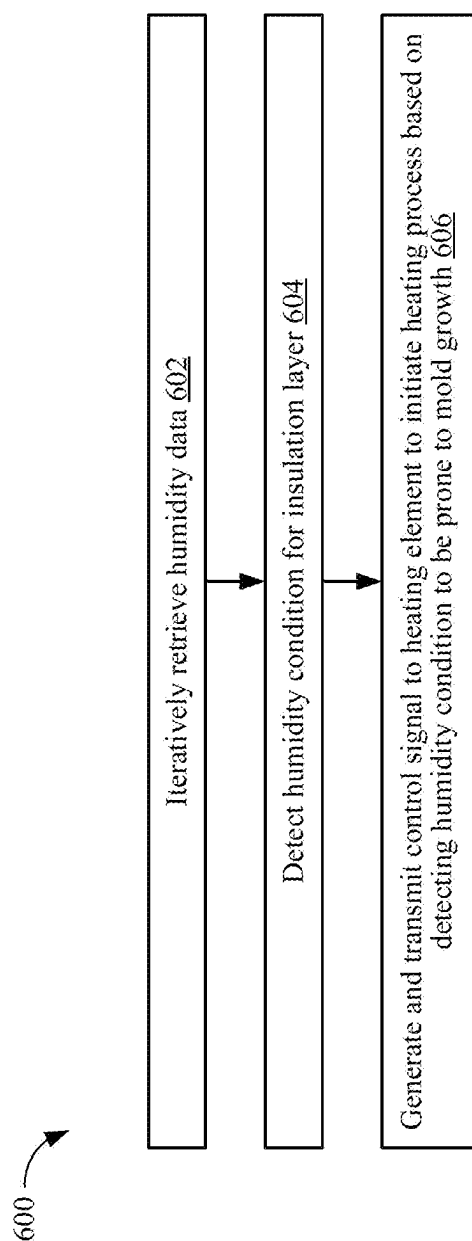 600
Iteratively retrieve humidity data 602
Detect humidity condition for insulation layer 604
Generate and transmit control signal to heating element to initiate heating process based on
detecting humidity condition to be prone to mold growth 606